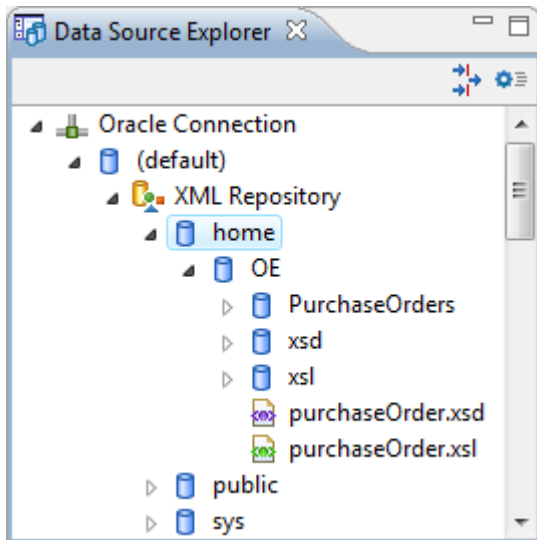 Data Source Explorer
Oracle Connection
(default)
XML Repository
home
OE
PurchaseOrders
xsd
xsl
purchaseOrder.xsd
purchaseOrder.xsl
public
sys